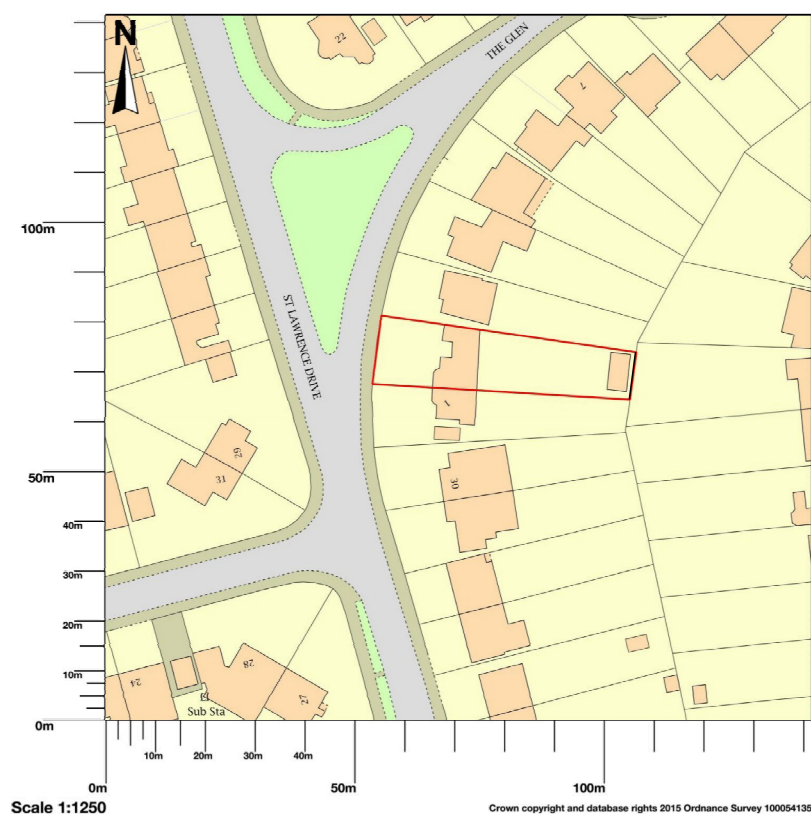 N
22
THE GLEN
7
100m
ST LAWRENCE DRIVE
1
50m
29
31
30
40m
30m
20m
10m
28
24
27
Sub Sta
0m
10m 20m 30m 40m
0m 50m 100m
Scale 1:1250
Crown copyright and database rights 2015 Ordnance Survey 100054135